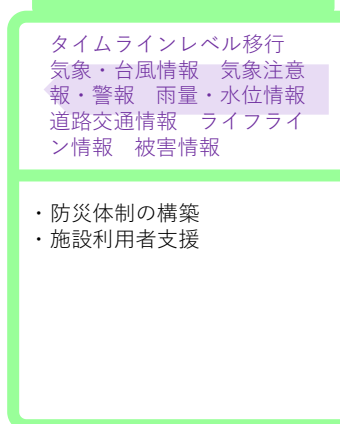 タイムラインレベル移行
気象・台風情報　気象注意
報・警報　雨量・水位情報
道路交通情報　ライフライ
ン情報　被害情報
・防災体制の構築
・施設利用者支援